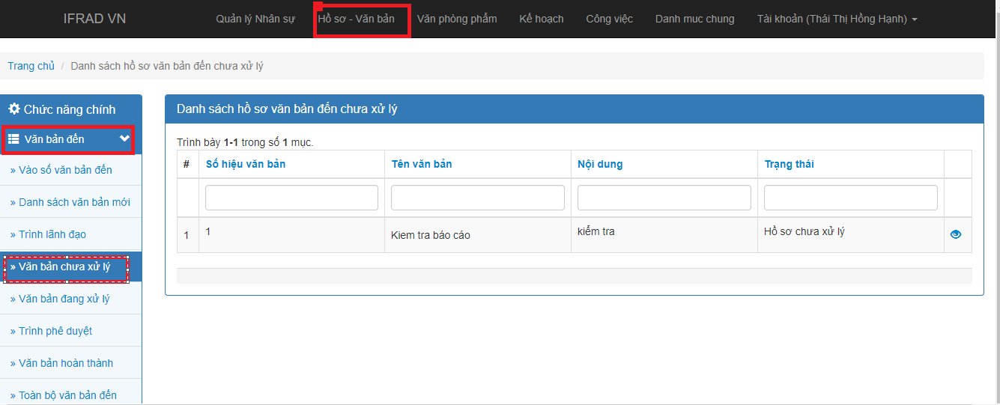 IFRAD VN Quản lý Nhân sự Hồ sơ - Văn bản Văn phòng phẩm Kế hoạch Công việc Danh muc chung Tài khoản (Thái Thị Hồng Hạnh)
Trang chủ / Danh sách hồ sơ văn bản đến chưa xử lý
Chức năng chính
Văn bản đến
» Vào số văn bản đến
» Danh sách văn bản mới
» Trình lãnh đạo
» Văn bản chưa xử lý
» Văn bản đang xử lý
» Trình phê duyệt
» Văn bản hoàn thành
» Toàn bộ văn bản đến
Danh sách hồ sơ văn bản đến chưa xử lý
Trình bày 1-1 trong số 1 mục.
# Số hiệu văn bản Tên văn bản Nội dung Trạng thái
1 1 Kiem tra báo cáo kiểm tra Hồ sơ chưa xử lý